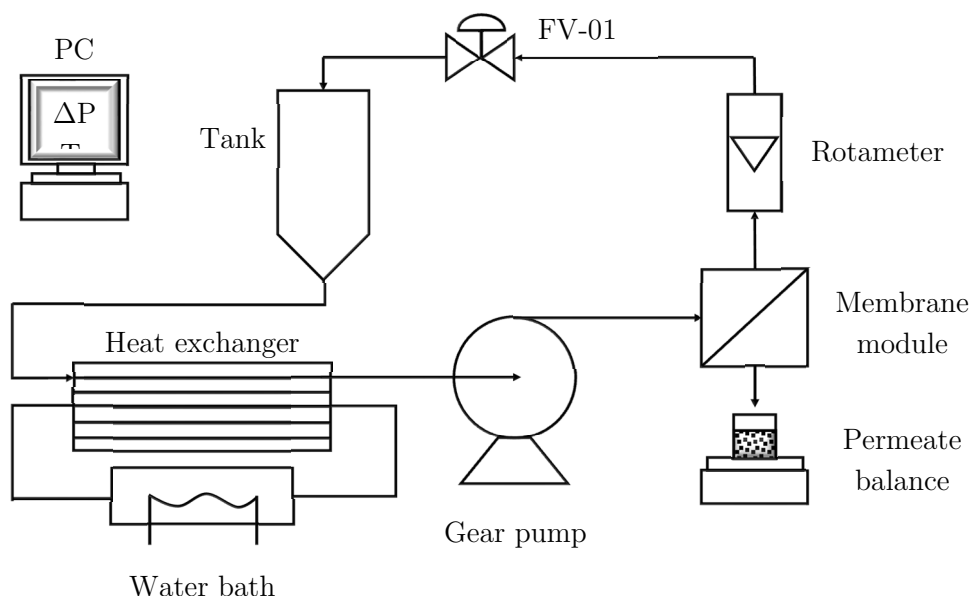 PC
ΔP
FV-01
Tank
Rotameter
Heat exchanger
Membrane
module
Permeate
balance
Gear pump
Water bath